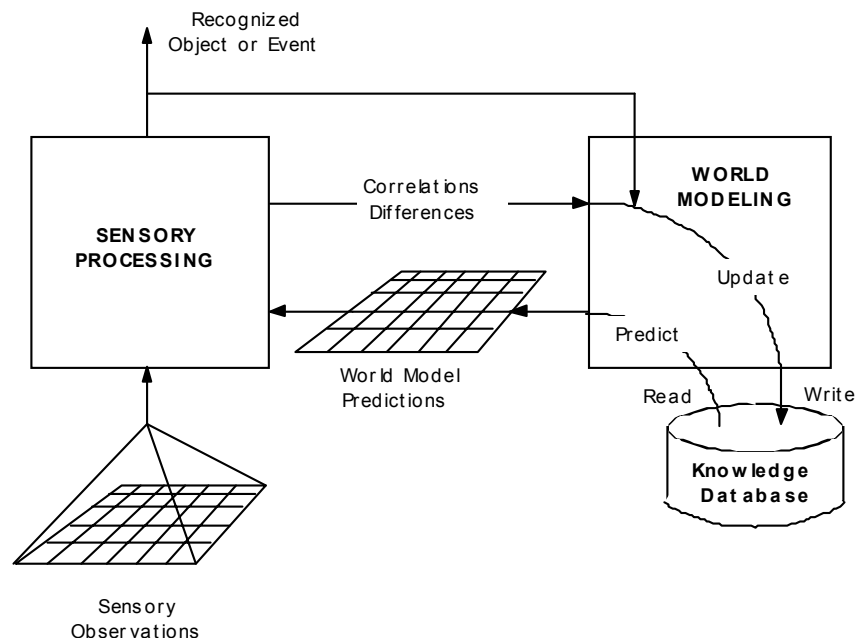 Recognized
Object or Event
WORLD
MODELING
Correlations
Differences
SENSORY
PROCESSING
Update
Predict
World Model
Predictions
Read
Write
Knowledge
Database
Sensory
Observations